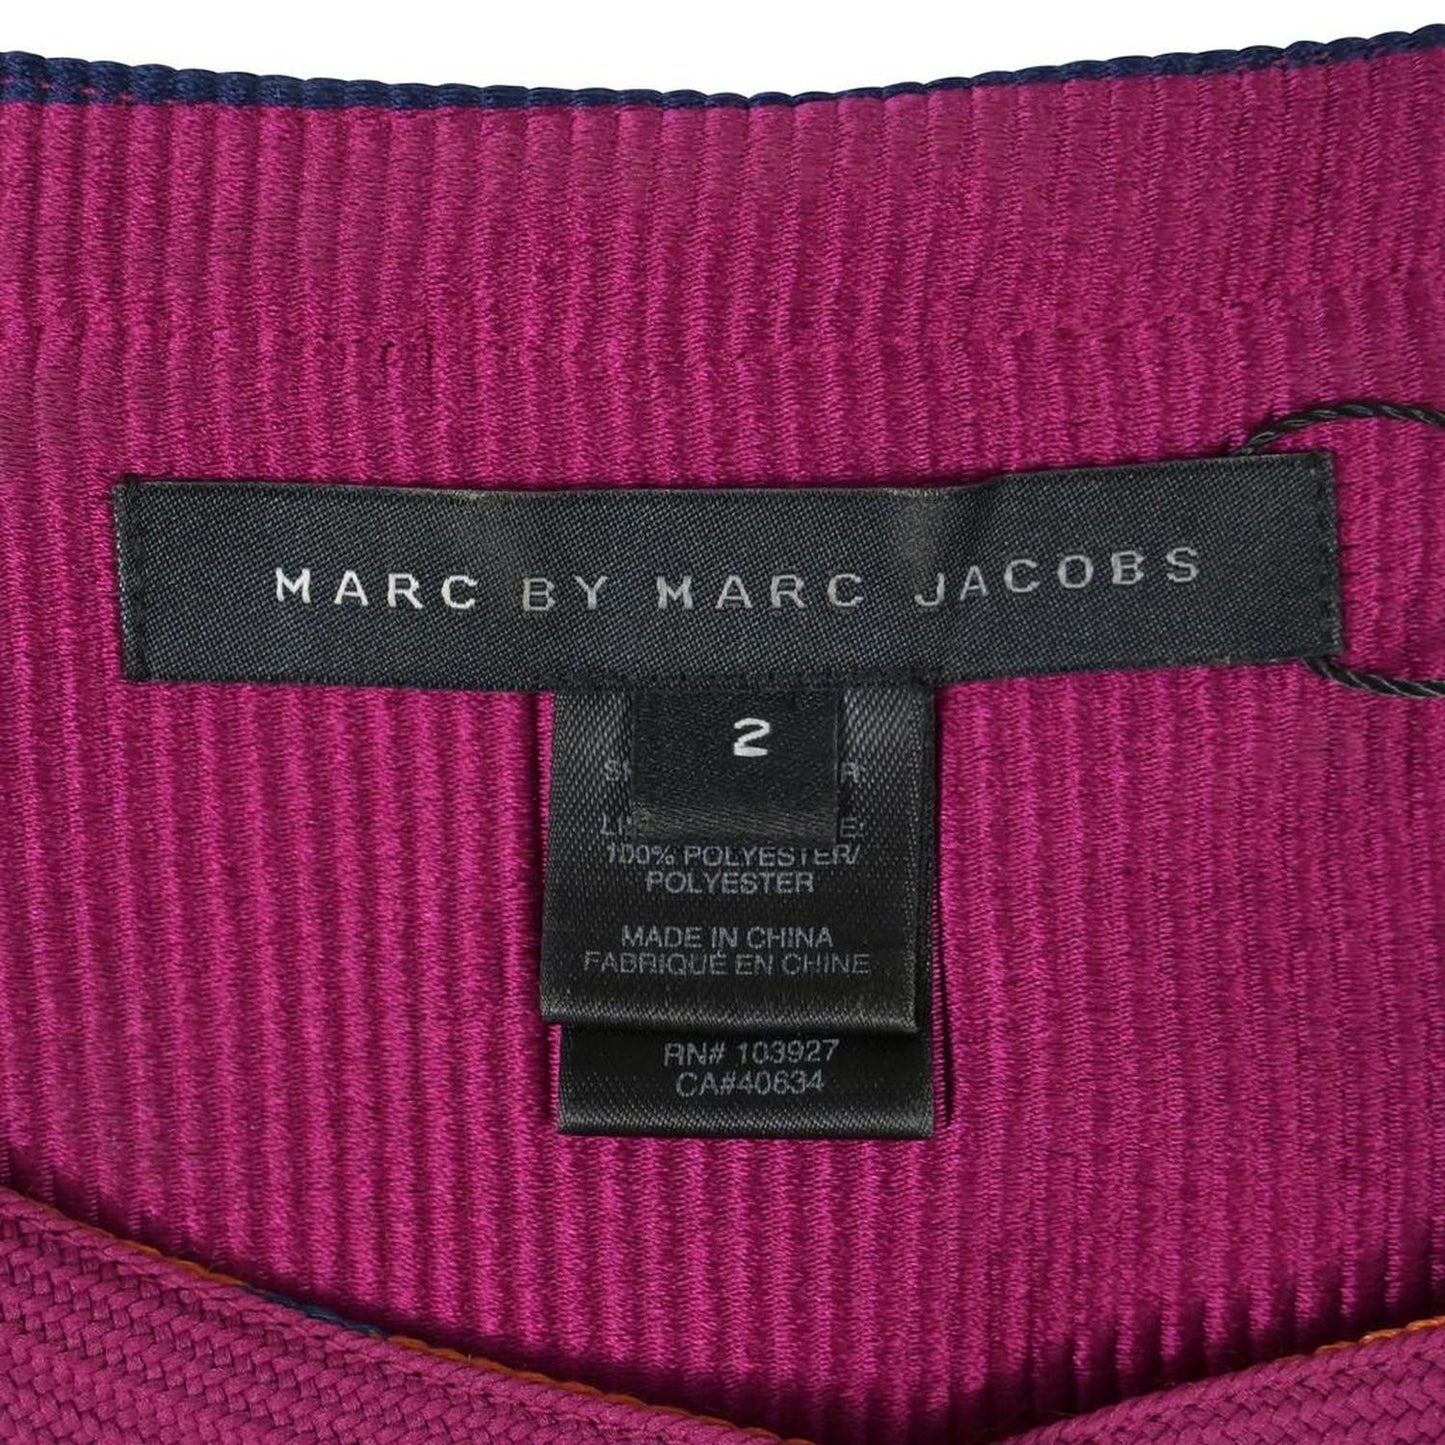 MARC BY MARC JACOBS
2
100% POLYESTER/
POLYESTER
MADE IN CHINA
FABRIQUÉ EN CHINE
RN# 103927
CA#40634